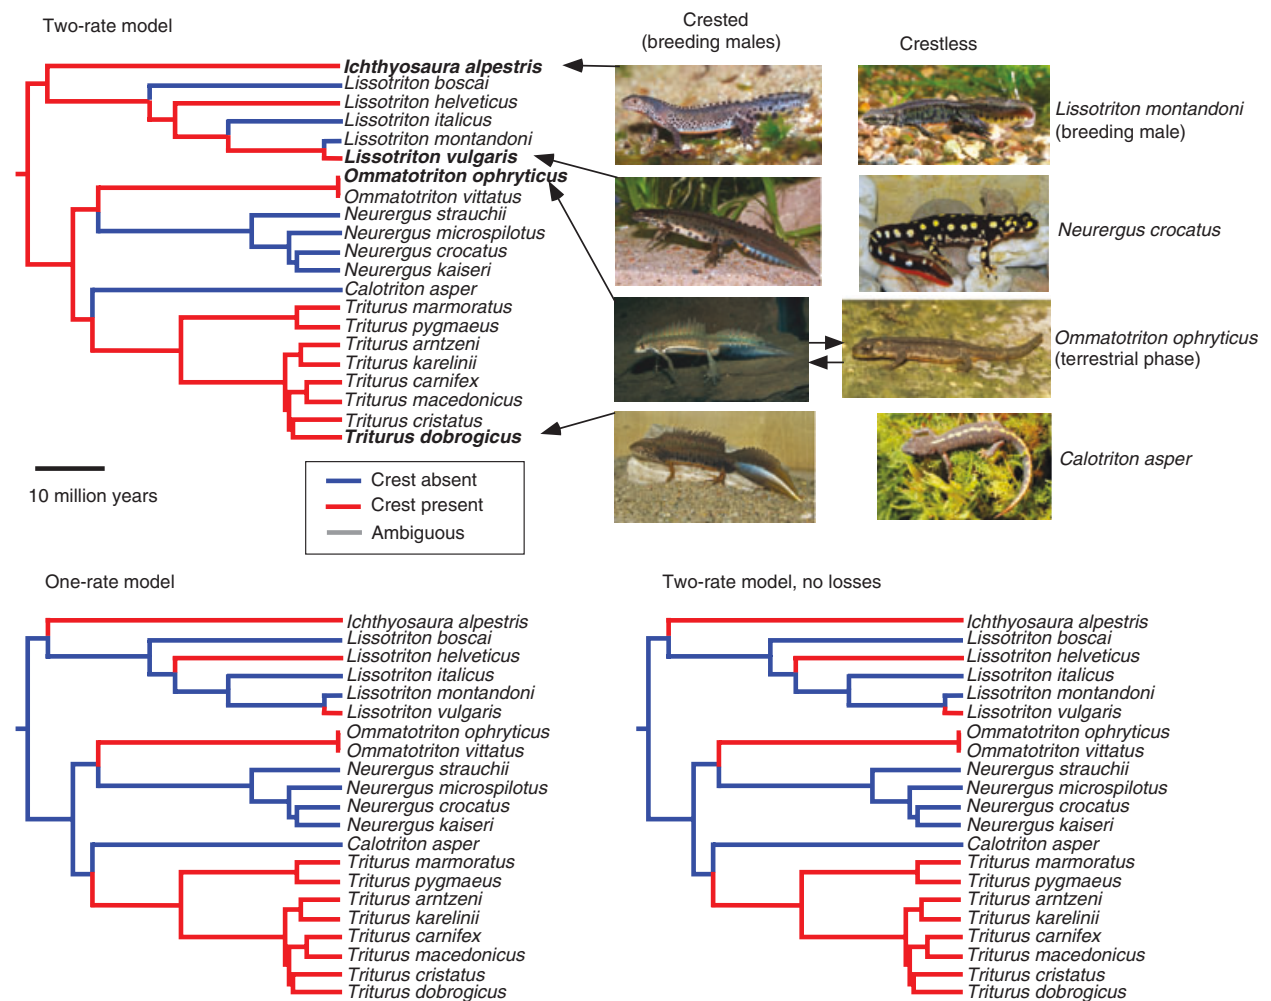 Two-rate model
Ichthyosaura alpestris
Lissotriton boscai
Lissotriton helveticus
Lissotriton italicus
Lissotriton montandoni
Lissotriton vulgaris
Ommatotriton ophryticus
Ommatotriton vittatus
Neurergus strauchii
Neurergus microspilotus
Neurergus crocatus
Neurergus kaiseri
Calotriton asper
Triturus marmoratus
Triturus pygmaeus
Triturus arntzeni
Triturus karelinii
Triturus carnifex
Triturus macedonicus
Triturus cristatus
Triturus dobrogicus
10 million years
Crest absent
Crest present
Ambiguous
Crested
(breeding males)
Crestless
Lissotriton montandoni
(breeding male)
Neurergus crocatus
Ommatotriton ophryticus
(terrestrial phase)
Calotriton asper
One-rate model
Ichthyosaura alpestris
Lissotriton boscai
Lissotriton helveticus
Lissotriton italicus
Lissotriton montandoni
Lissotriton vulgaris
Ommatotriton ophryticus
Ommatotriton vittatus
Neurergus strauchii
Neurergus microspilotus
Neurergus crocatus
Neurergus kaiseri
Calotriton asper
Triturus marmoratus
Triturus pygmaeus
Triturus arntzeni
Triturus karelinii
Triturus carnifex
Triturus macedonicus
Triturus cristatus
Triturus dobrogicus
Two-rate model, no losses
Ichthyosaura alpestris
Lissotriton boscai
Lissotriton helveticus
Lissotriton italicus
Lissotriton montandoni
Lissotriton vulgaris
Ommatotriton ophryticus
Ommatotriton vittatus
Neurergus strauchii
Neurergus microspilotus
Neurergus crocatus
Neurergus kaiseri
Calotriton asper
Triturus marmoratus
Triturus pygmaeus
Triturus arntzeni
Triturus karelinii
Triturus carnifex
Triturus macedonicus
Triturus cristatus
Triturus dobrogicus